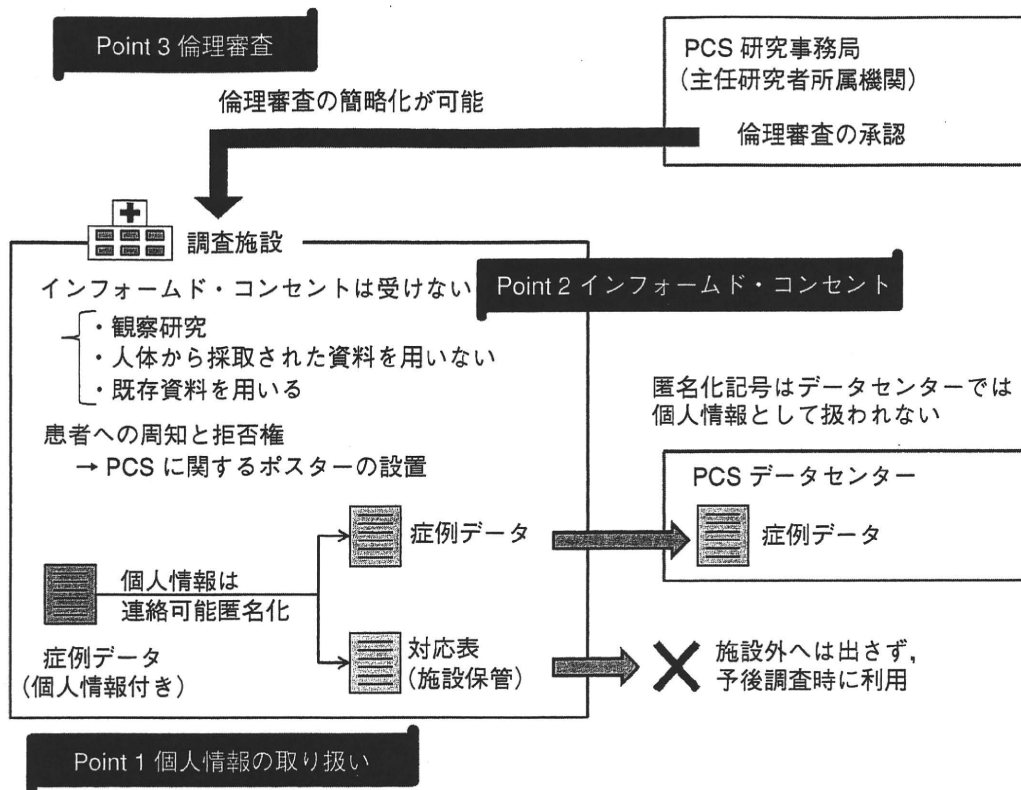 Point 3 倫理審査
PCS 研究事務局
(主任研究者所属機関)
倫理審査の承認
倫理審査の簡略化が可能
調査施設
インフォームド・コンセントは受けない
Point 2 インフォームド・コンセント
・観察研究
・人体から採取された資料を用いない
・既存資料を用いる
患者への周知と拒否権
→ PCS に関するポスターの設置
匿名化記号はデータセンターでは
個人情報として扱われない
PCS データセンター
症例データ
症例データ
個人情報は
連絡可能匿名化
症例データ
(個人情報付き)
対応表
(施設保管)
施設外へは出さず,
予後調査時に利用
Point 1 個人情報の取り扱い